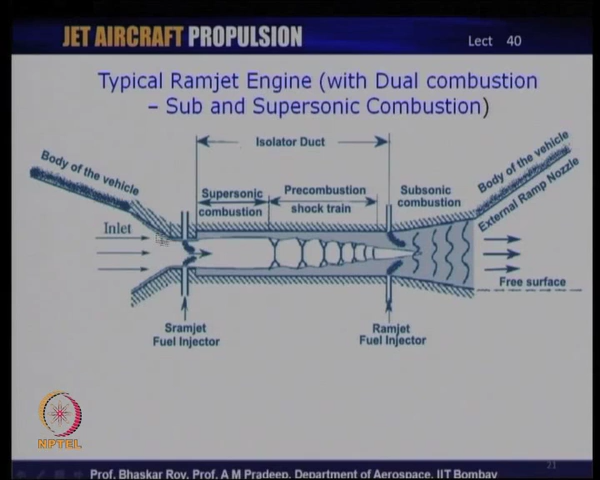 JET AIRCRAFT PROPULSION
Lect 40
Typical Ramjet Engine (with Dual combustion
– Sub and Supersonic Combustion)
Isolator Duct
Body of the vehicle
Supersonic
combustion
Precombustion
shock train
Subsonic
combustion
Body of the vehicle
External Ramp Nozzle
Inlet
Free surface
Sramjet
Fuel Injector
Ramjet
Fuel Injector
NPTEL
21
Prof. Bhaskar Roy, Prof. A M Pradeep, Department of Aerospace, IIT Bombay